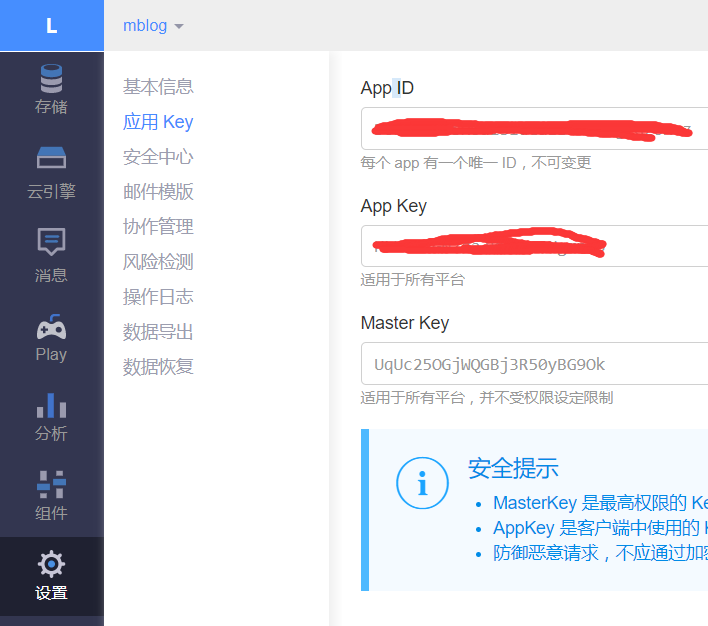 L
mblog
存储
云引擎
消息
Play
分析
组件
设置
基本信息
应用 Key
安全中心
邮件模版
协作管理
风险检测
操作日志
数据导出
数据恢复
App ID
每个 app 有一个唯一 ID，不可变更
App Key
适用于所有平台
Master Key
UqUc25OGjWQGBj3R50yBG9Ok
适用于所有平台，并不受权限设定限制
安全提示
MasterKey 是最高权限的 Ke
AppKey 是客户端中使用的
防御恶意请求，不应通过加密